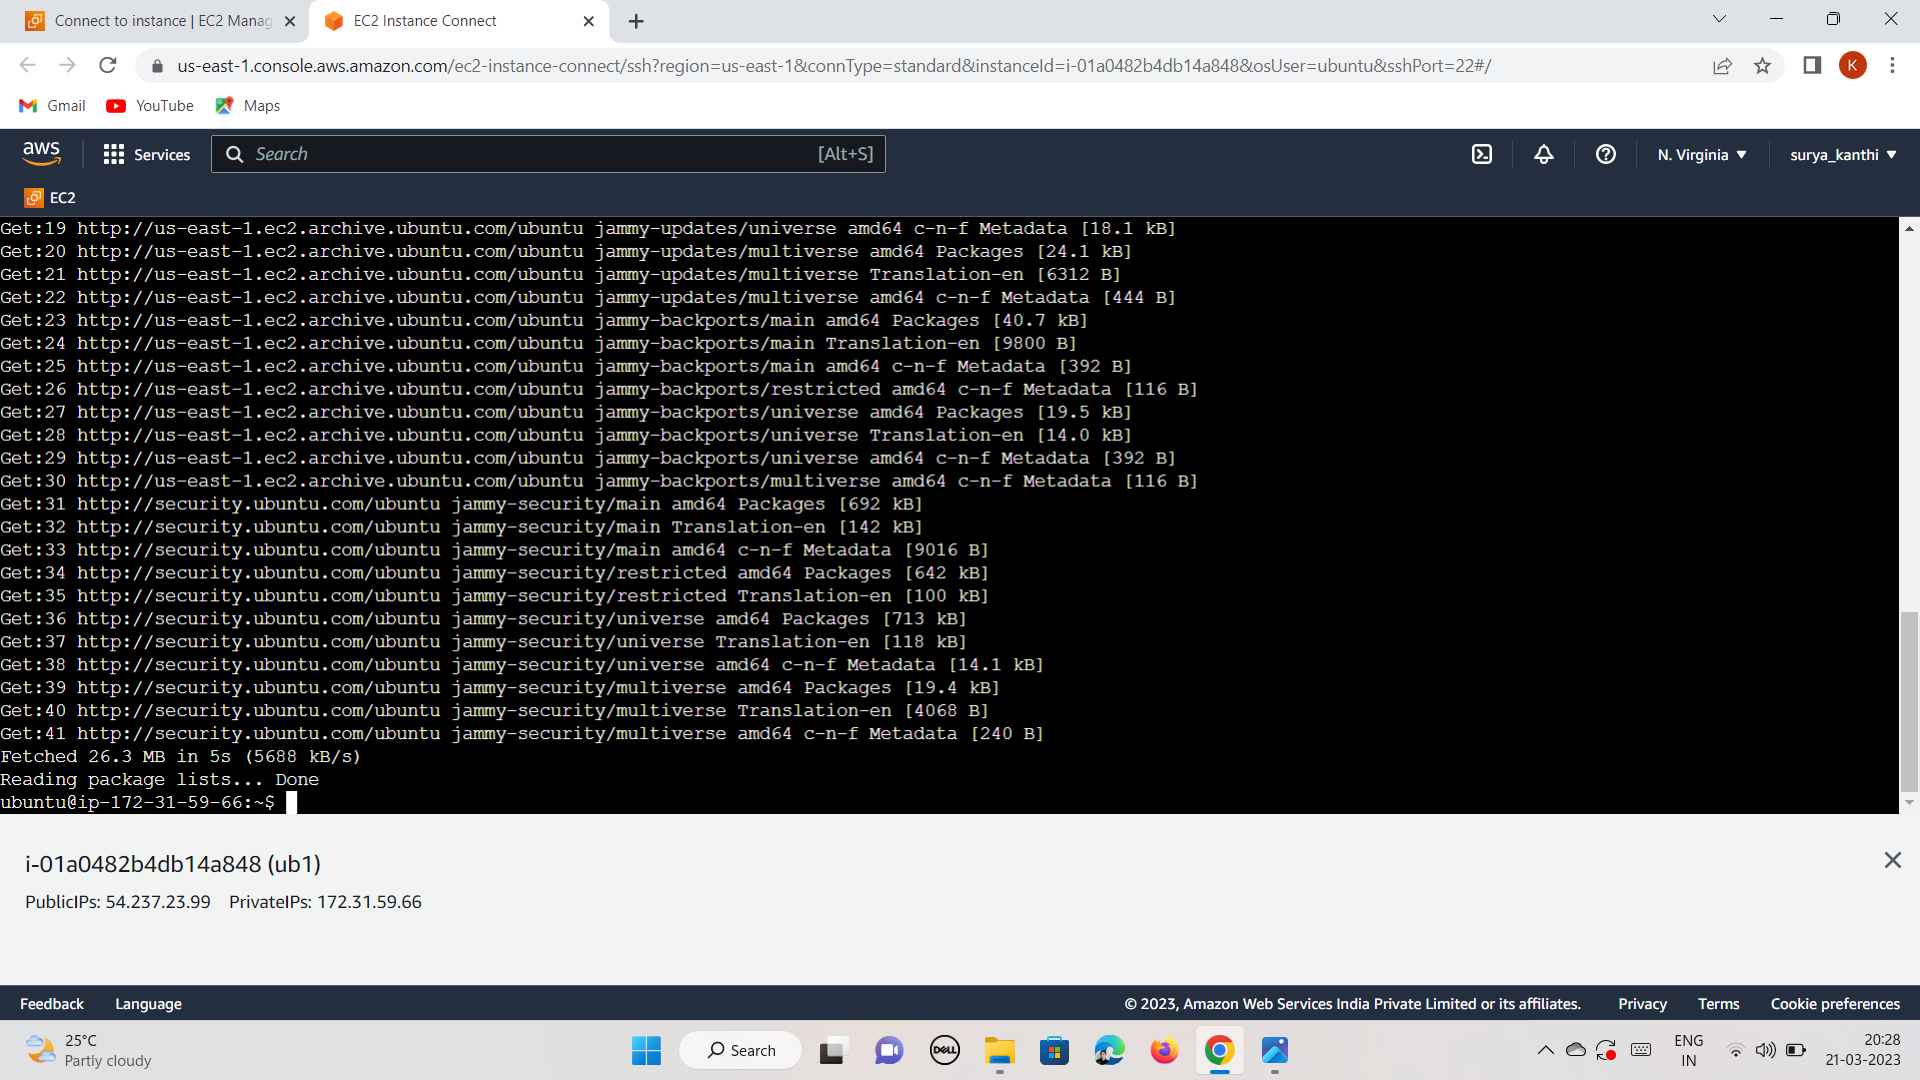 Connect to instance | EC2 Manag
EC2 Instance Connect
us-east-1.console.aws.amazon.com/ec2-instance-connect/ssh?region=us-east-1&connType=standard&instanceId=i-01a0482b4db14a848&osUser=ubuntu&sshPort=22#/
K
Gmail YouTube Maps
aws Services Search [Alt+S] N. Virginia surya_kanthi
EC2
Get:19 http://us-east-1.ec2.archive.ubuntu.com/ubuntu jammy-updates/universe amd64 c-n-f Metadata [18.1 kB]
Get:20 http://us-east-1.ec2.archive.ubuntu.com/ubuntu jammy-updates/multiverse amd64 Packages [24.1 kB]
Get:21 http://us-east-1.ec2.archive.ubuntu.com/ubuntu jammy-updates/multiverse Translation-en [6312 B]
Get:22 http://us-east-1.ec2.archive.ubuntu.com/ubuntu jammy-updates/multiverse amd64 c-n-f Metadata [444 B]
Get:23 http://us-east-1.ec2.archive.ubuntu.com/ubuntu jammy-backports/main amd64 Packages [40.7 kB]
Get:24 http://us-east-1.ec2.archive.ubuntu.com/ubuntu jammy-backports/main Translation-en [9800 B]
Get:25 http://us-east-1.ec2.archive.ubuntu.com/ubuntu jammy-backports/main amd64 c-n-f Metadata [392 B]
Get:26 http://us-east-1.ec2.archive.ubuntu.com/ubuntu jammy-backports/restricted amd64 c-n-f Metadata [116 B]
Get:27 http://us-east-1.ec2.archive.ubuntu.com/ubuntu jammy-backports/universe amd64 Packages [19.5 kB]
Get:28 http://us-east-1.ec2.archive.ubuntu.com/ubuntu jammy-backports/universe Translation-en [14.0 kB]
Get:29 http://us-east-1.ec2.archive.ubuntu.com/ubuntu jammy-backports/universe amd64 c-n-f Metadata [392 B]
Get:30 http://us-east-1.ec2.archive.ubuntu.com/ubuntu jammy-backports/multiverse amd64 c-n-f Metadata [116 B]
Get:31 http://security.ubuntu.com/ubuntu jammy-security/main amd64 Packages [692 kB]
Get:32 http://security.ubuntu.com/ubuntu jammy-security/main Translation-en [142 kB]
Get:33 http://security.ubuntu.com/ubuntu jammy-security/main amd64 c-n-f Metadata [9016 B]
Get:34 http://security.ubuntu.com/ubuntu jammy-security/restricted amd64 Packages [642 kB]
Get:35 http://security.ubuntu.com/ubuntu jammy-security/restricted Translation-en [100 kB]
Get:36 http://security.ubuntu.com/ubuntu jammy-security/universe amd64 Packages [713 kB]
Get:37 http://security.ubuntu.com/ubuntu jammy-security/universe Translation-en [118 kB]
Get:38 http://security.ubuntu.com/ubuntu jammy-security/universe amd64 c-n-f Metadata [14.1 kB]
Get:39 http://security.ubuntu.com/ubuntu jammy-security/multiverse amd64 Packages [19.4 kB]
Get:40 http://security.ubuntu.com/ubuntu jammy-security/multiverse Translation-en [4068 B]
Get:41 http://security.ubuntu.com/ubuntu jammy-security/multiverse amd64 c-n-f Metadata [240 B]
Fetched 26.3 MB in 5s (5688 kB/s)
Reading package lists... Done
ubuntu@ip-172-31-59-66:~$
i-01a0482b4db14a848 (ub1)
PublicIPs: 54.237.23.99 PrivateIPs: 172.31.59.66
Feedback Language © 2023, Amazon Web Services India Private Limited or its affiliates. Privacy Terms Cookie preferences
25°C
Partly cloudy
Search
DELL
ENG
IN
20:28
21-03-2023